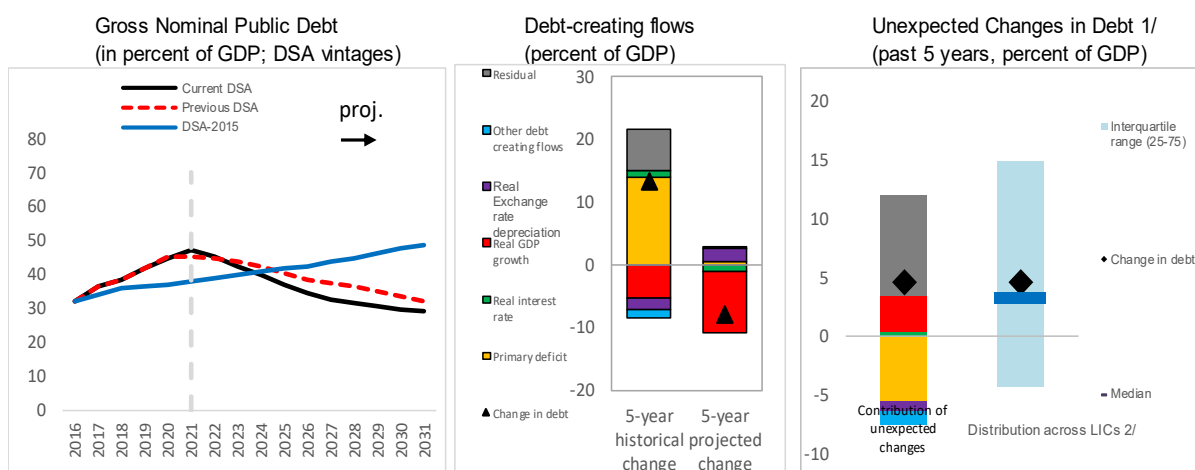 Gross Nominal Public Debt
(in percent of GDP; DSA vintages)
Current DSA
Previous DSA
DSA-2015
proj.
80
70
60
50
40
30
20
10
0
2016
2017
2018
2019
2020
2021
2022
2023
2024
2025
2026
2027
2028
2029
2030
2031
Debt-creating flows
(percent of GDP)
Residual
Other debt
creating flows
Real
Exchange
rate
depreciation
Real GDP
growth
Real interest
rate
Primary deficit
Change in debt
30
20
10
0
-10
-20
5-year
historical
change
5-year
projected
change
Unexpected Changes in Debt 1/
(past 5 years, percent of GDP)
20
15
10
5
0
-5
-10
Interquartile
range (25-75)
Change in debt
Median
Contribution of
unexpected
changes
Distribution across LICs 2/